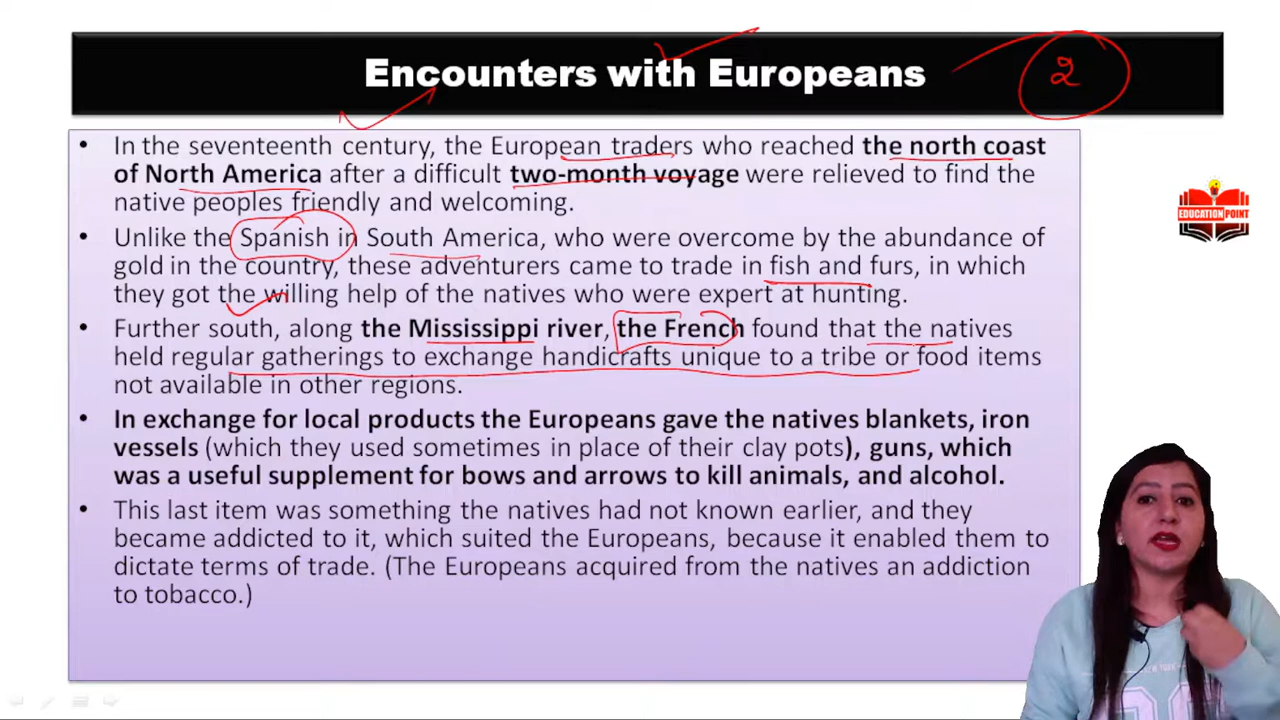 Encounters with Europeans
2
• In the seventeenth century, the European traders who reached the north coast
of North America after a difficult two-month voyage were relieved to find the
native peoples friendly and welcoming.
• Unlike the Spanish in South America, who were overcome by the abundance of
gold in the country, these adventurers came to trade in fish and furs, in which
they got the willing help of the natives who were expert at hunting.
• Further south, along the Mississippi river, the French found that the natives
held regular gatherings to exchange handicrafts unique to a tribe or food items
not available in other regions.
• In exchange for local products the Europeans gave the natives blankets, iron
vessels (which they used sometimes in place of their clay pots), guns, which
was a useful supplement for bows and arrows to kill animals, and alcohol.
• This last item was something the natives had not known earlier, and they
became addicted to it, which suited the Europeans, because it enabled them to
dictate terms of trade. (The Europeans acquired from the natives an addiction
to tobacco.)
EDUCATION POINT